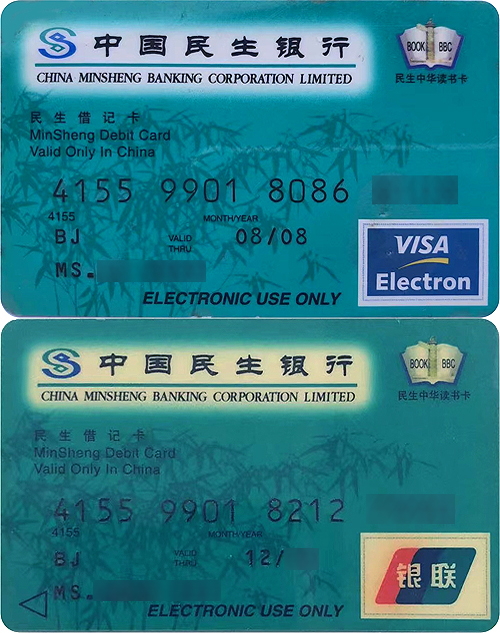 中国民生银行
CHINA MINSHENG BANKING CORPORATION LIMITED
BOOK BBC
民生中华读书卡
民生借记卡
MinSheng Debit Card
Valid Only In China
4155 9901 8086
4155
MONTH/YEAR
BJ VALID THRU 08/08
MS.
VISA
Electron
ELECTRONIC USE ONLY
中国民生银行
CHINA MINSHENG BANKING CORPORATION LIMITED
BOOK BBC
民生中华读书卡
民生借记卡
MinSheng Debit Card
Valid Only In China
4155 9901 8212
4155
MONTH/YEAR
BJ VALID THRU 12/
MS.
银联
ELECTRONIC USE ONLY